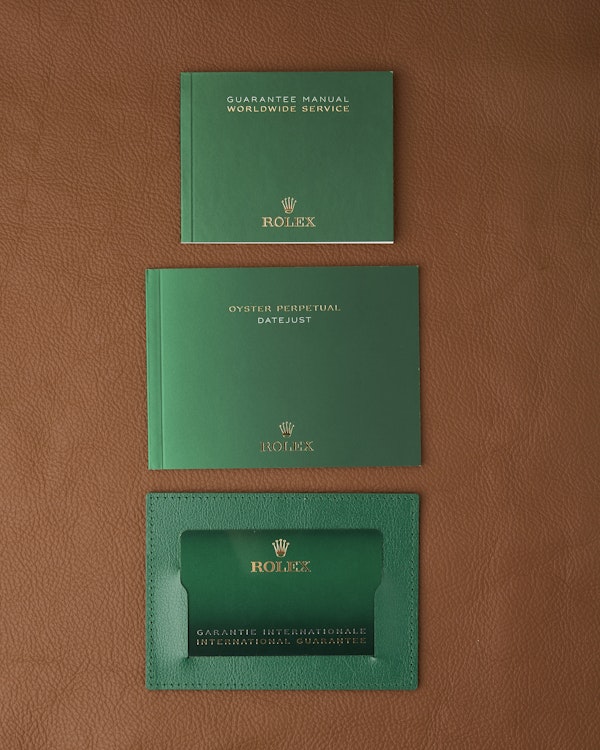 GUARANTEE MANUAL
WORLDWIDE SERVICE
ROLEX
OYSTER PERPETUAL
DATEJUST
ROLEX
ROLEX
GARANTIE INTERNATIONALE
INTERNATIONAL GUARANTEE